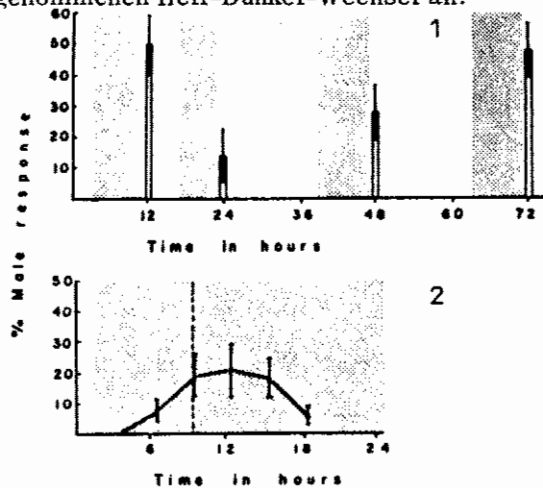 genommenen Hell-Dunkel-Wechsel an.
60
50
40
30
20
10
1
12 24 36 48 60 72
Time in hours
% Male response
50
40
30
20
10
2
6 12 18 24
Time in hours